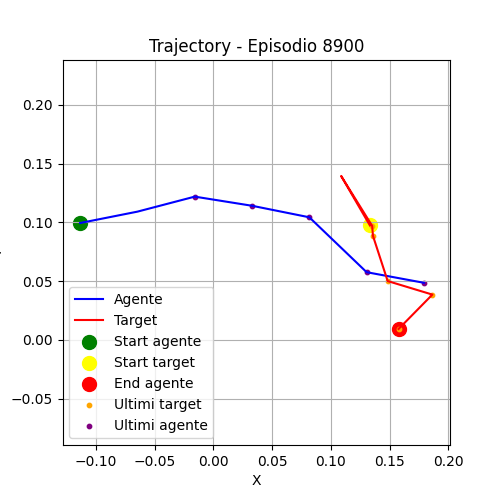 Trajectory - Episodio 8900
0.20
0.15
0.10
0.05
0.00
−0.05
Agente
Target
Start agente
Start target
End agente
Ultimi target
Ultimi agente
−0.10
−0.05
0.00
0.05
0.10
0.15
0.20
X